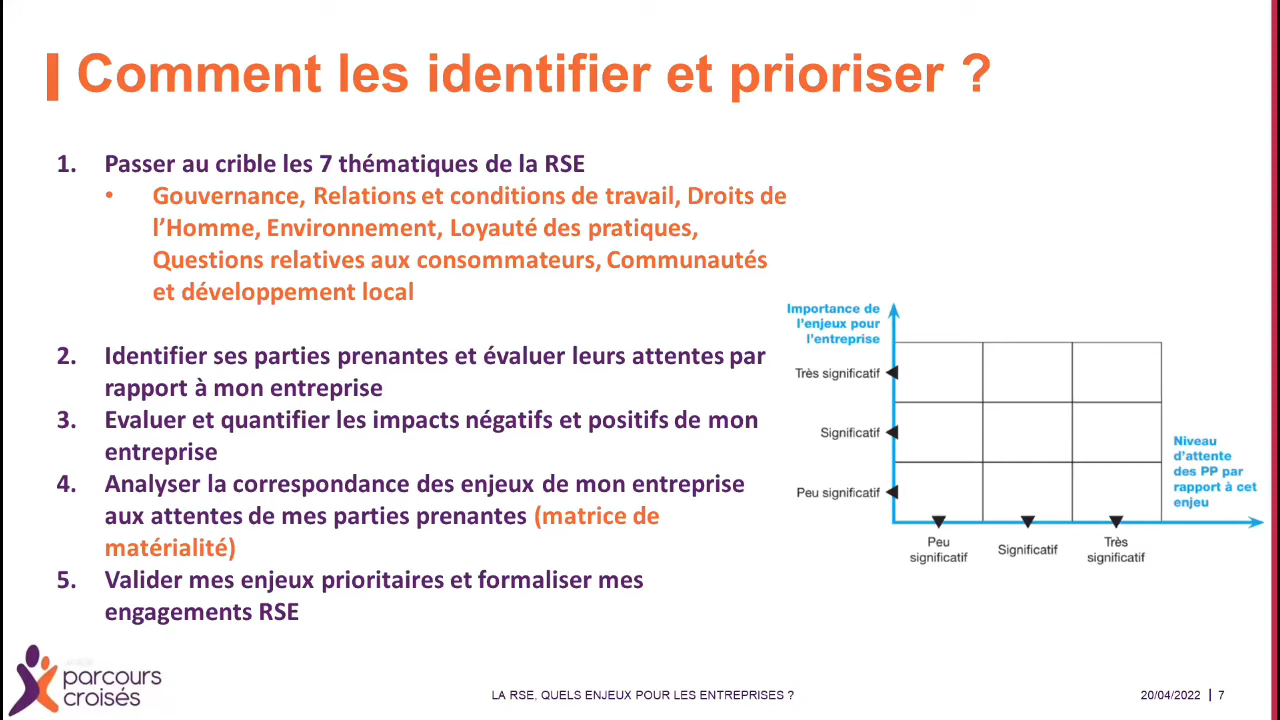 Comment les identifier et prioriser ?
1. Passer au crible les 7 thématiques de la RSE
• Gouvernance, Relations et conditions de travail, Droits de
l’Homme, Environnement, Loyauté des pratiques,
Questions relatives aux consommateurs, Communautés
et développement local
2. Identifier ses parties prenantes et évaluer leurs attentes par
rapport à mon entreprise
3. Evaluer et quantifier les impacts négatifs et positifs de mon
entreprise
4. Analyser la correspondance des enjeux de mon entreprise
aux attentes de mes parties prenantes (matrice de
matérialité)
5. Valider mes enjeux prioritaires et formaliser mes
engagements RSE
Importance de
l’enjeux pour
l’entreprise
Très significatif
Significatif
Peu significatif
Niveau
d’attente
des PP par
rapport à cet
enjeu
Peu
significatif
Significatif
Très
significatif
parcours
croisés
LA RSE, QUELS ENJEUX POUR LES ENTREPRISES ?
20/04/2022 | 7